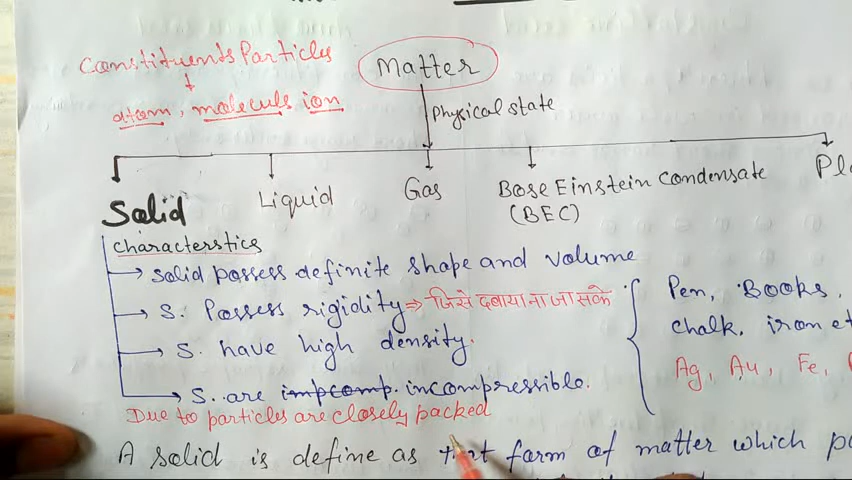 Constituents Particles
Matter
atom, moleculs ion
Physical state
Solid
Liquid
Gas
Bose Einstein Condensate
(BEC)
characterstics
solid possess definite shape and volume
S. Possess rigidity ⇒ जिसे दबाया ना जा सके
S. have high density.
S. are impcomp. incompressible.
Due to particles are closely packed
Pen, Books,
chalk, iron
Ag, Au, Fe,
A solid is define as that form of matter which